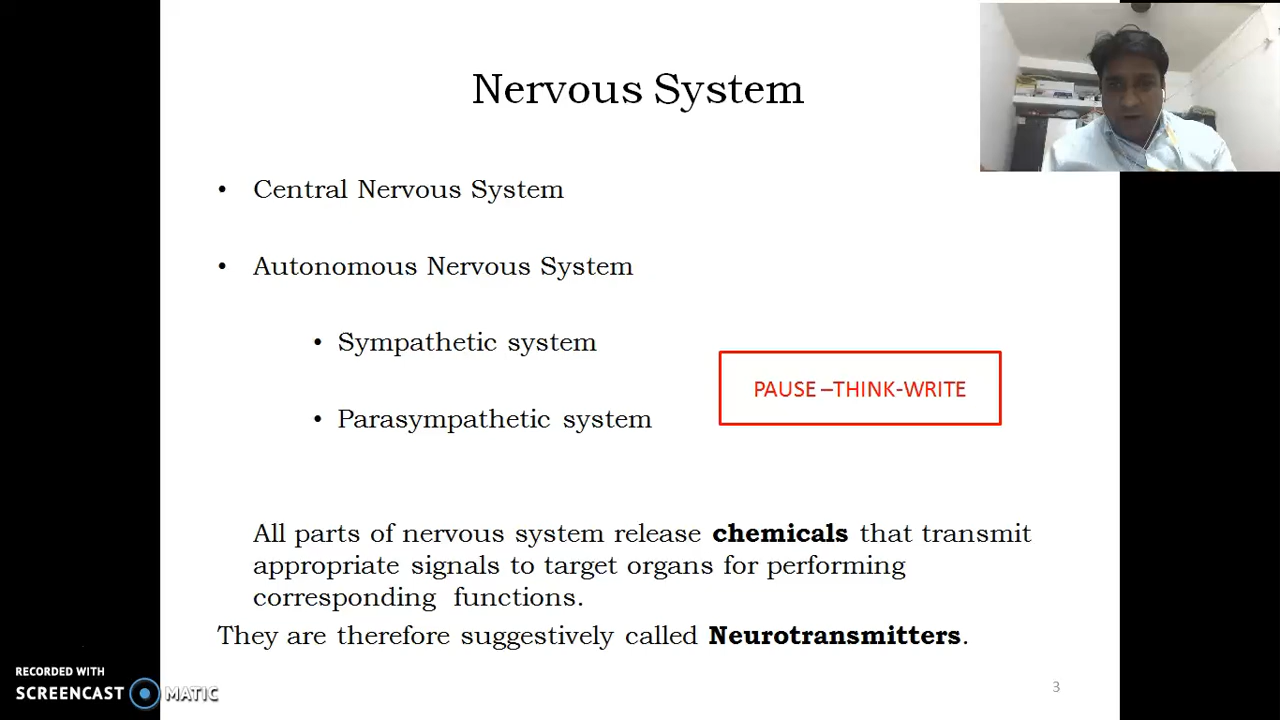 Nervous System
• Central Nervous System
• Autonomous Nervous System
• Sympathetic system
• Parasympathetic system
PAUSE –THINK-WRITE
All parts of nervous system release chemicals that transmit
appropriate signals to target organs for performing
corresponding functions.
They are therefore suggestively called Neurotransmitters.
3
RECORDED WITH
SCREENCAST MATIC